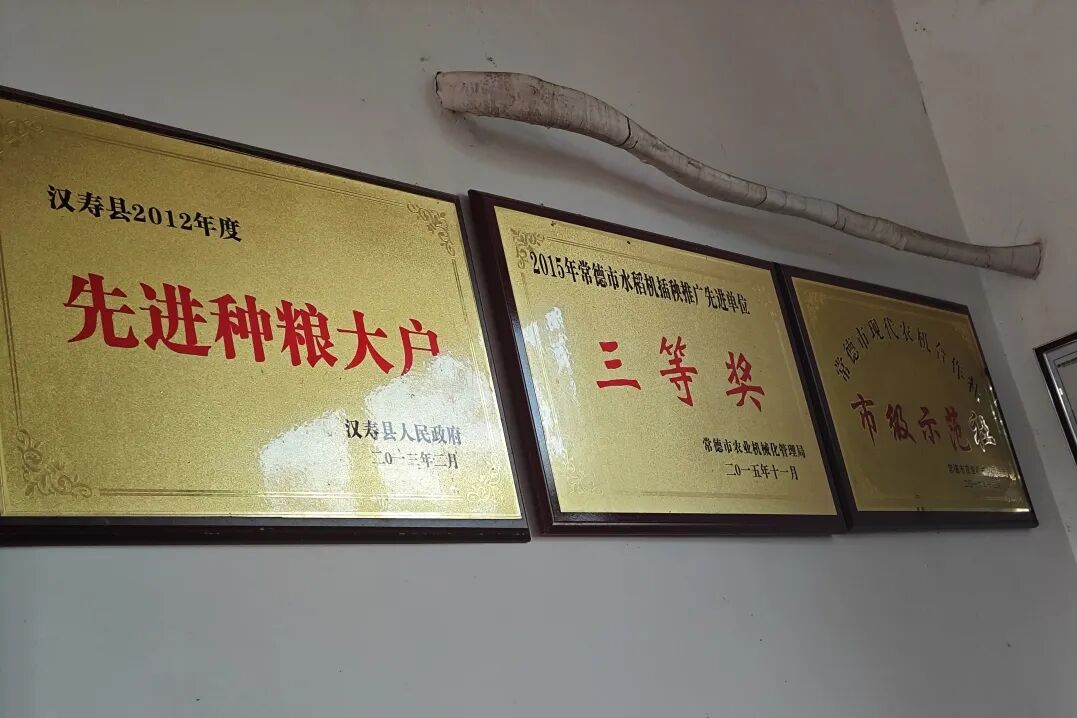 汉寿县2012年度
先进种粮大户
汉寿县人民政府
二〇一三年二月
2015年常德市水稻机插秧推广先进单位
三等奖
常德市农业机械化管理局
二〇一五年十一月
常德市现代农机合作社
市级示范社